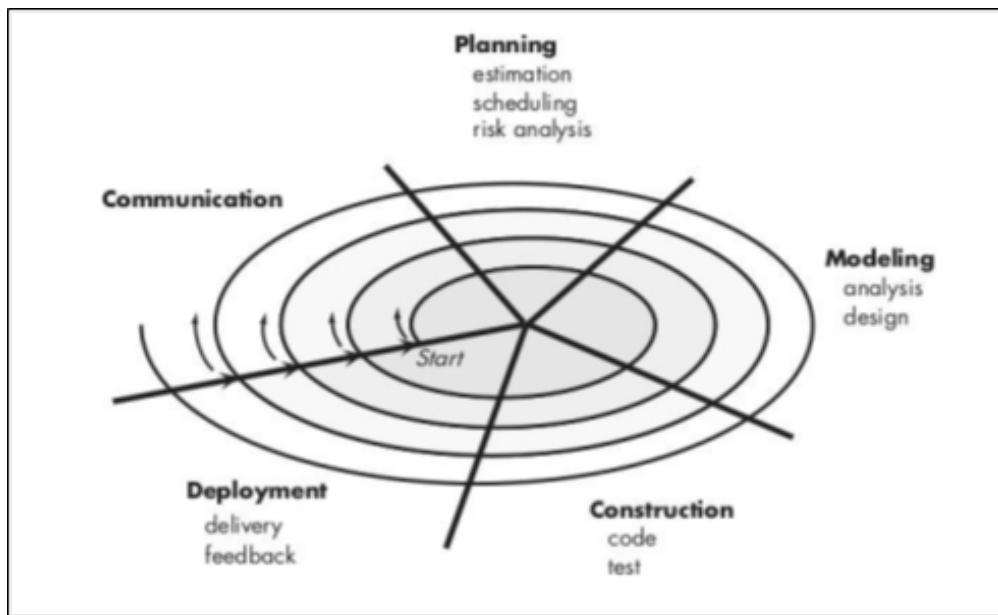 Planning
estimation
scheduling
risk analysis
Communication
Modeling
analysis
design
Start
Deployment
delivery
feedback
Construction
code
test